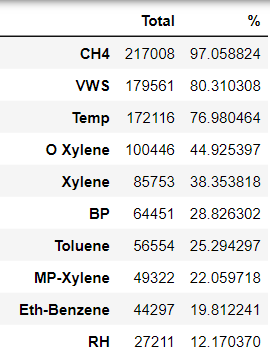 Total %
CH4 217008 97.058824
VWS 179561 80.310308
Temp 172116 76.980464
O Xylene 100446 44.925397
Xylene 85753 38.353818
BP 64451 28.826302
Toluene 56554 25.294297
MP-Xylene 49322 22.059718
Eth-Benzene 44297 19.812241
RH 27211 12.170370